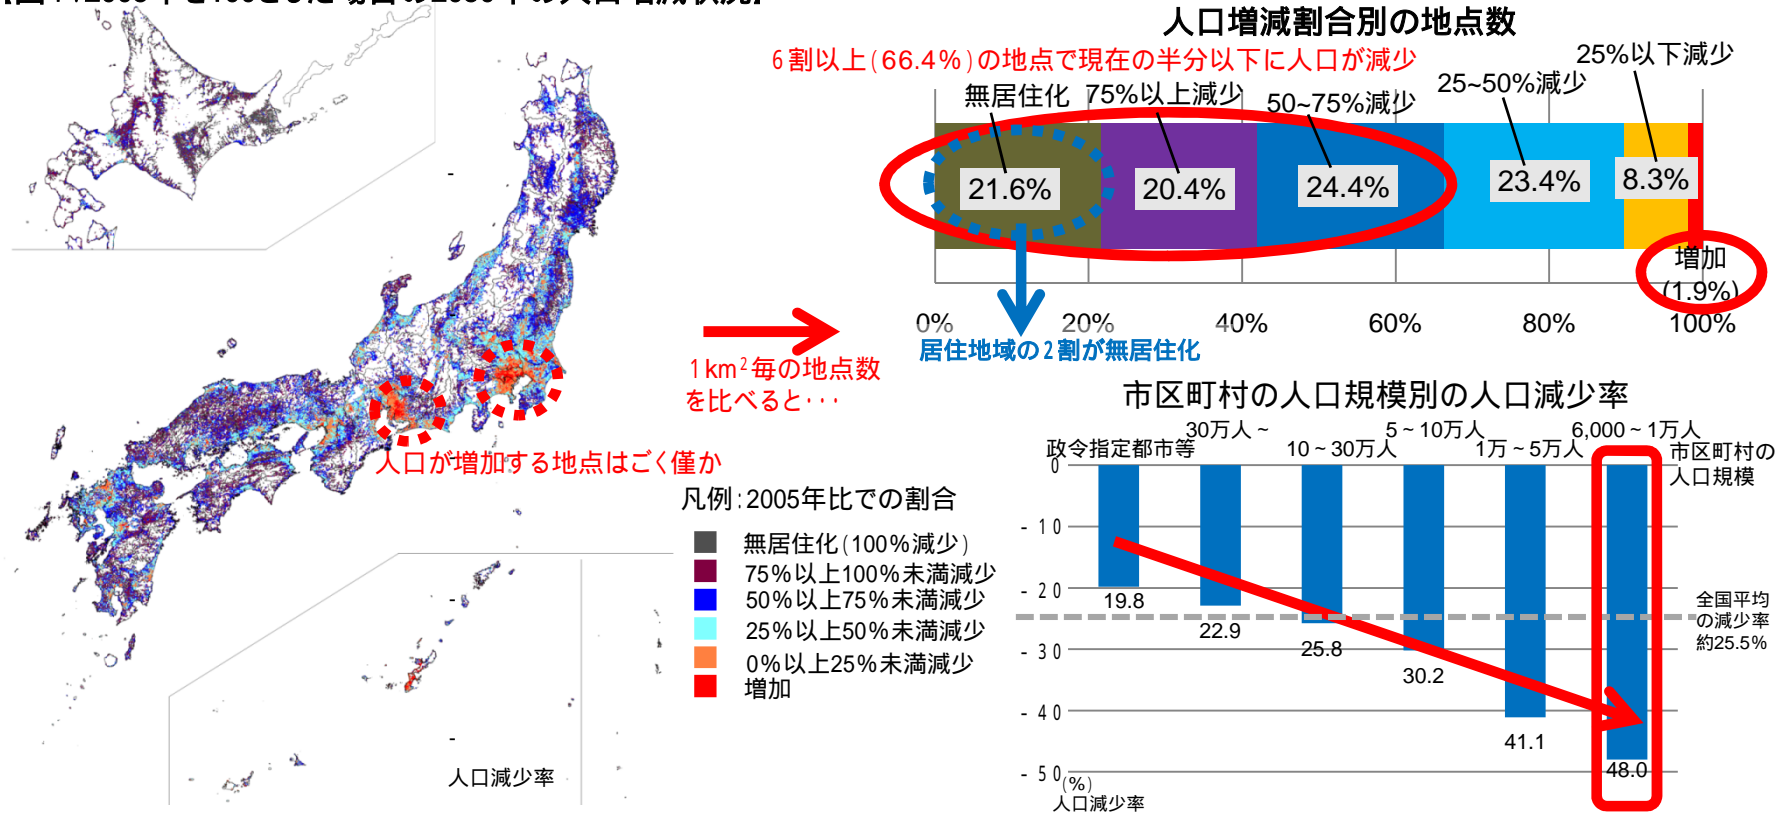 人口増減割合別の地点数
6割以上(66.4%)の地点で現在の半分以下に人口が減少
25%以下減少
25~50%減少
無居住化
75%以上減少
50~75%減少
21.6%
20.4%
24.4%
23.4%
8.3%
増加
(1.9%)
0%
20%
40%
60%
80%
100%
居住地域の2割が無居住化
1km²毎の地点数
を比べると･･･
人口が増加する地点はごく僅か
凡例:2005年比での割合
無居住化(100%減少)
75%以上100%未満減少
50%以上75%未満減少
25%以上50%未満減少
0%以上25%未満減少
増加
人口減少率
市区町村の人口規模別の人口減少率
政令指定都市等
30万人～
10～30万人
5～10万人
1万～5万人
6,000～1万人
市区町村の
人口規模
0
-10
-20
-30
-40
-50
(%)
人口減少率
19.8
22.9
25.8
30.2
41.1
48.0
全国平均
の減少率
約25.5%